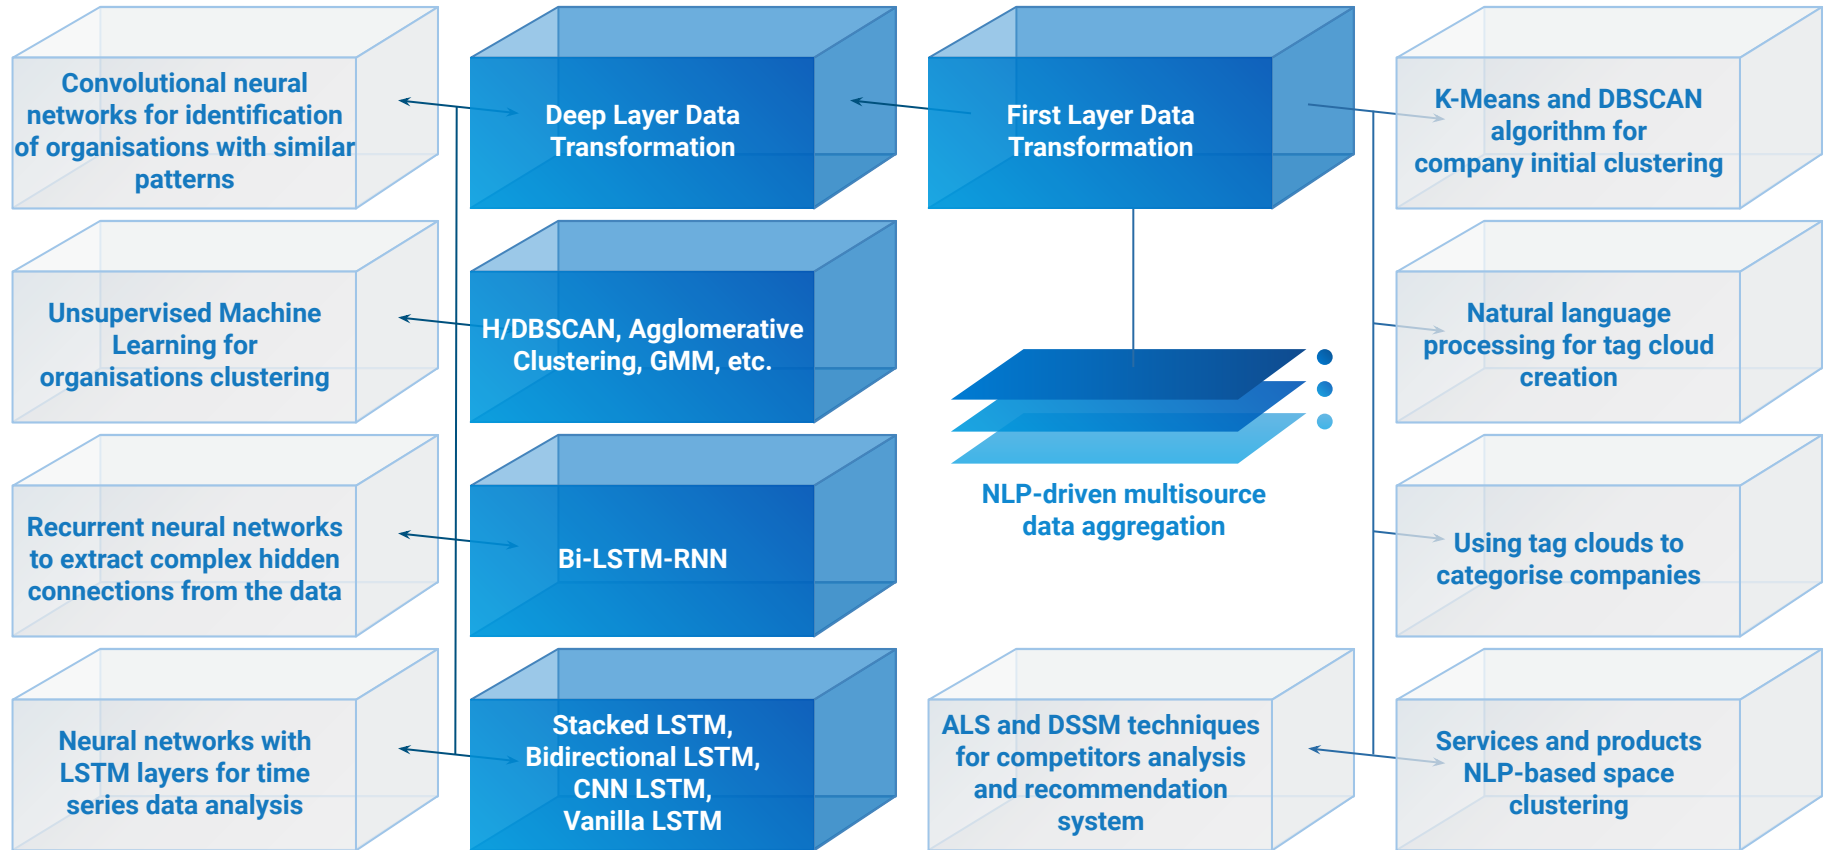 Convolutional neural
networks for identification
of organisations with similar
patterns
Deep Layer Data
Transformation
First Layer Data
Transformation
K-Means and DBSCAN
algorithm for
company initial clustering
Unsupervised Machine
Learning for
organisations clustering
H/DBSCAN, Agglomerative
Clustering, GMM, etc.
NLP-driven multisource
data aggregation
Natural language
processing for tag cloud
creation
Recurrent neural networks
to extract complex hidden
connections from the data
Bi-LSTM-RNN
Using tag clouds to
categorise companies
Neural networks with
LSTM layers for time
series data analysis
Stacked LSTM,
Bidirectional LSTM,
CNN LSTM,
Vanilla LSTM
ALS and DSSM techniques
for competitors analysis
and recommendation
system
Services and products
NLP-based space
clustering